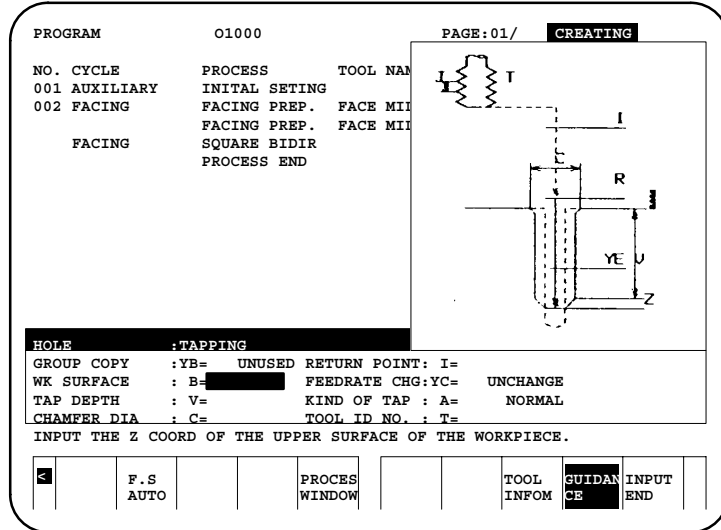 PROGRAM O1000 PAGE:01/ CREATING
NO. CYCLE PROCESS TOOL NAM
001 AUXILIARY INITAL SETING
002 FACING FACING PREP. FACE MIL
FACING PREP. FACE MIL
FACING SQUARE BIDIR
PROCESS END
T
I
C
R
YE V
Z
HOLE :TAPPING
GROUP COPY :YB= UNUSED RETURN POINT: I=
WK SURFACE : B= FEEDRATE CHG:YC= UNCHANGE
TAP DEPTH : V= KIND OF TAP : A= NORMAL
CHAMFER DIA : C= TOOL ID NO. : T=
INPUT THE Z COORD OF THE UPPER SURFACE OF THE WORKPIECE.
< F.S PROCES TOOL GUIDAN INPUT
AUTO WINDOW INFOM CE END